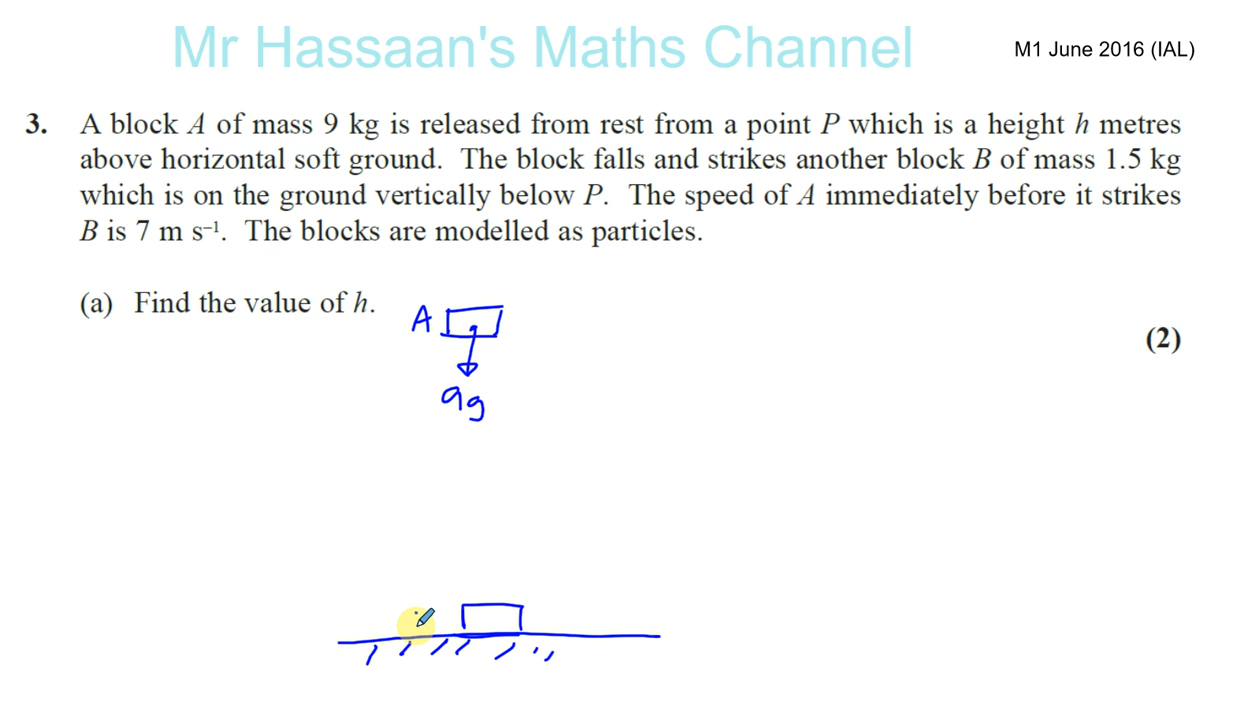 Mr Hassaan's Maths Channel
M1 June 2016 (IAL)
3. A block A of mass 9 kg is released from rest from a point P which is a height h metres
above horizontal soft ground. The block falls and strikes another block B of mass 1.5 kg
which is on the ground vertically below P. The speed of A immediately before it strikes
B is 7 m s⁻¹. The blocks are modelled as particles.
(a) Find the value of h.
A
(2)
9g